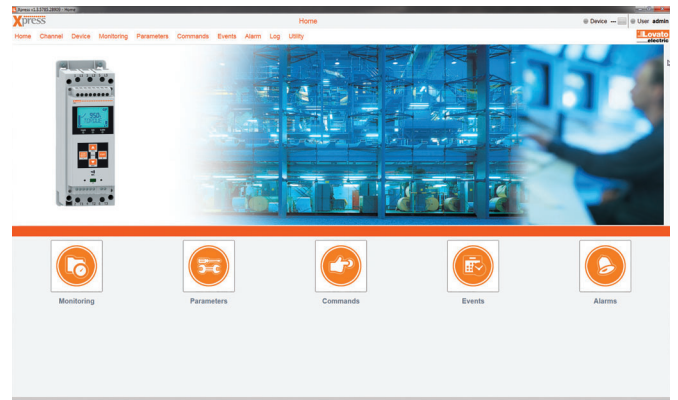 Xpress Home Device --- User admin
Home Channel Device Monitoring Parameters Commands Events Alarm Log Utility
Lovato
electric
Monitoring Parameters Commands Events Alarms